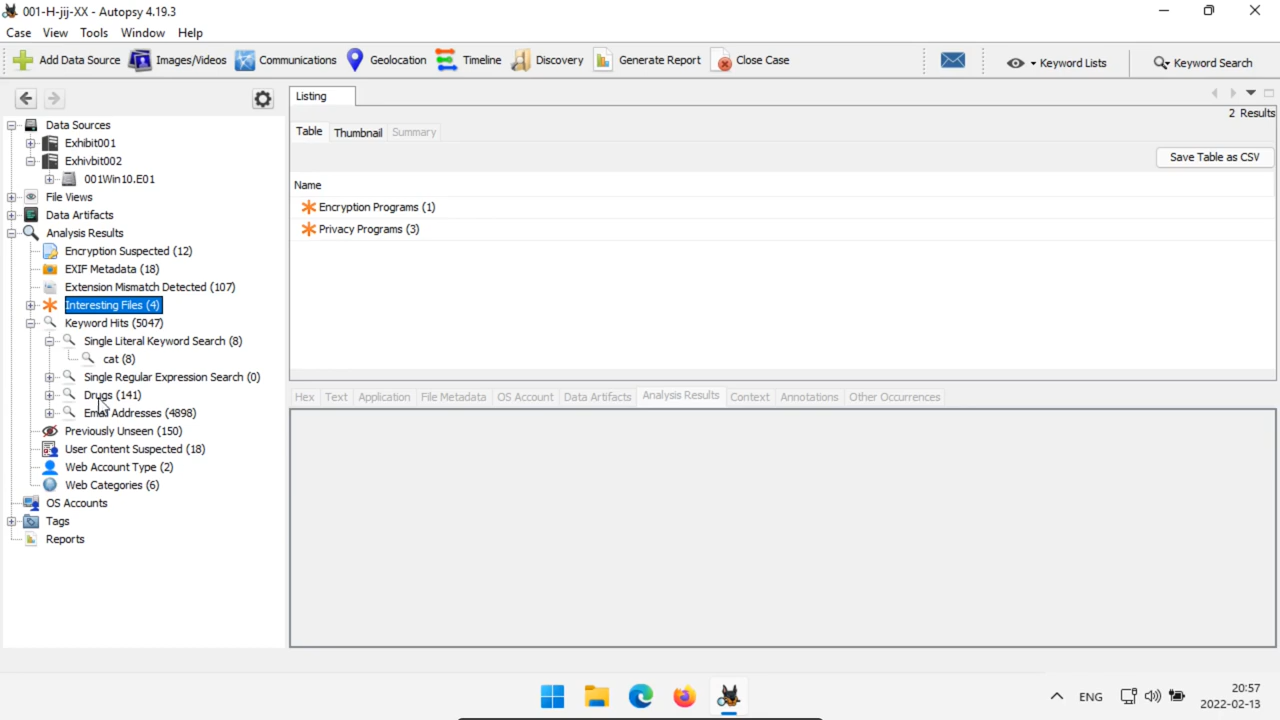 001-H-jij-XX - Autopsy 4.19.3
Case View Tools Window Help
Add Data Source Images/Videos Communications Geolocation Timeline Discovery Generate Report Close Case Keyword Lists Keyword Search
Listing
2 Results
Table Thumbnail Summary
Save Table as CSV
Name
Encryption Programs (1)
Privacy Programs (3)
Data Sources
Exhibit001
Exhivbit002
001Win10.E01
File Views
Data Artifacts
Analysis Results
Encryption Suspected (12)
EXIF Metadata (18)
Extension Mismatch Detected (107)
Interesting Files (4)
Keyword Hits (5047)
Single Literal Keyword Search (8)
cat (8)
Single Regular Expression Search (0)
Drugs (141)
Email Addresses (4898)
Previously Unseen (150)
User Content Suspected (18)
Web Account Type (2)
Web Categories (6)
OS Accounts
Tags
Reports
Hex Text Application File Metadata OS Account Data Artifacts Analysis Results Context Annotations Other Occurrences
ENG
20:57
2022-02-13